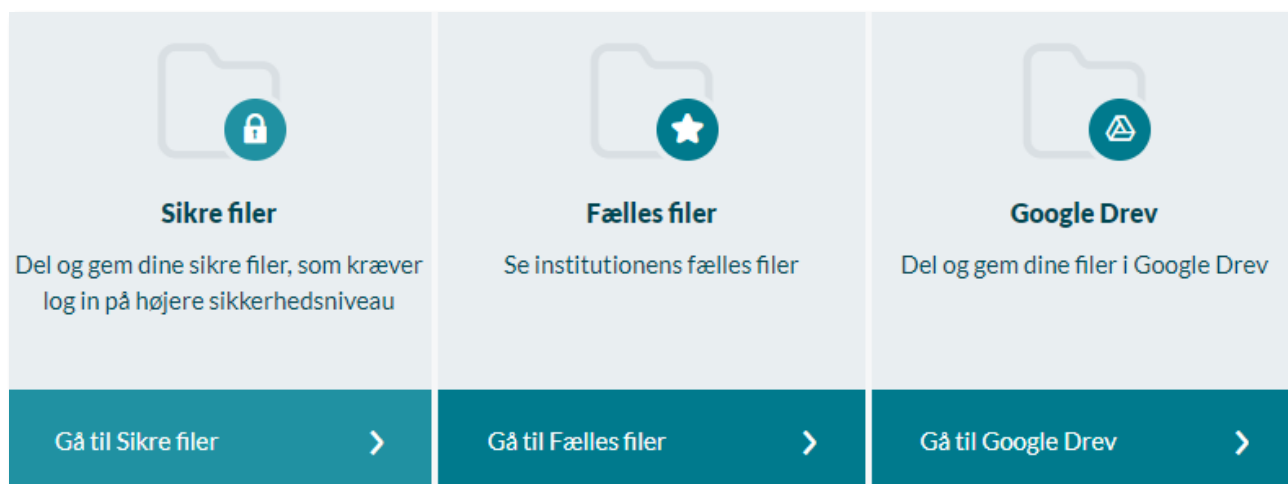 Sikre filer
Del og gem dine sikre filer, som kræver
log in på højere sikkerhedsniveau
Gå til Sikre filer
Fælles filer
Se institutionens fælles filer
Gå til Fælles filer
Google Drev
Del og gem dine filer i Google Drev
Gå til Google Drev